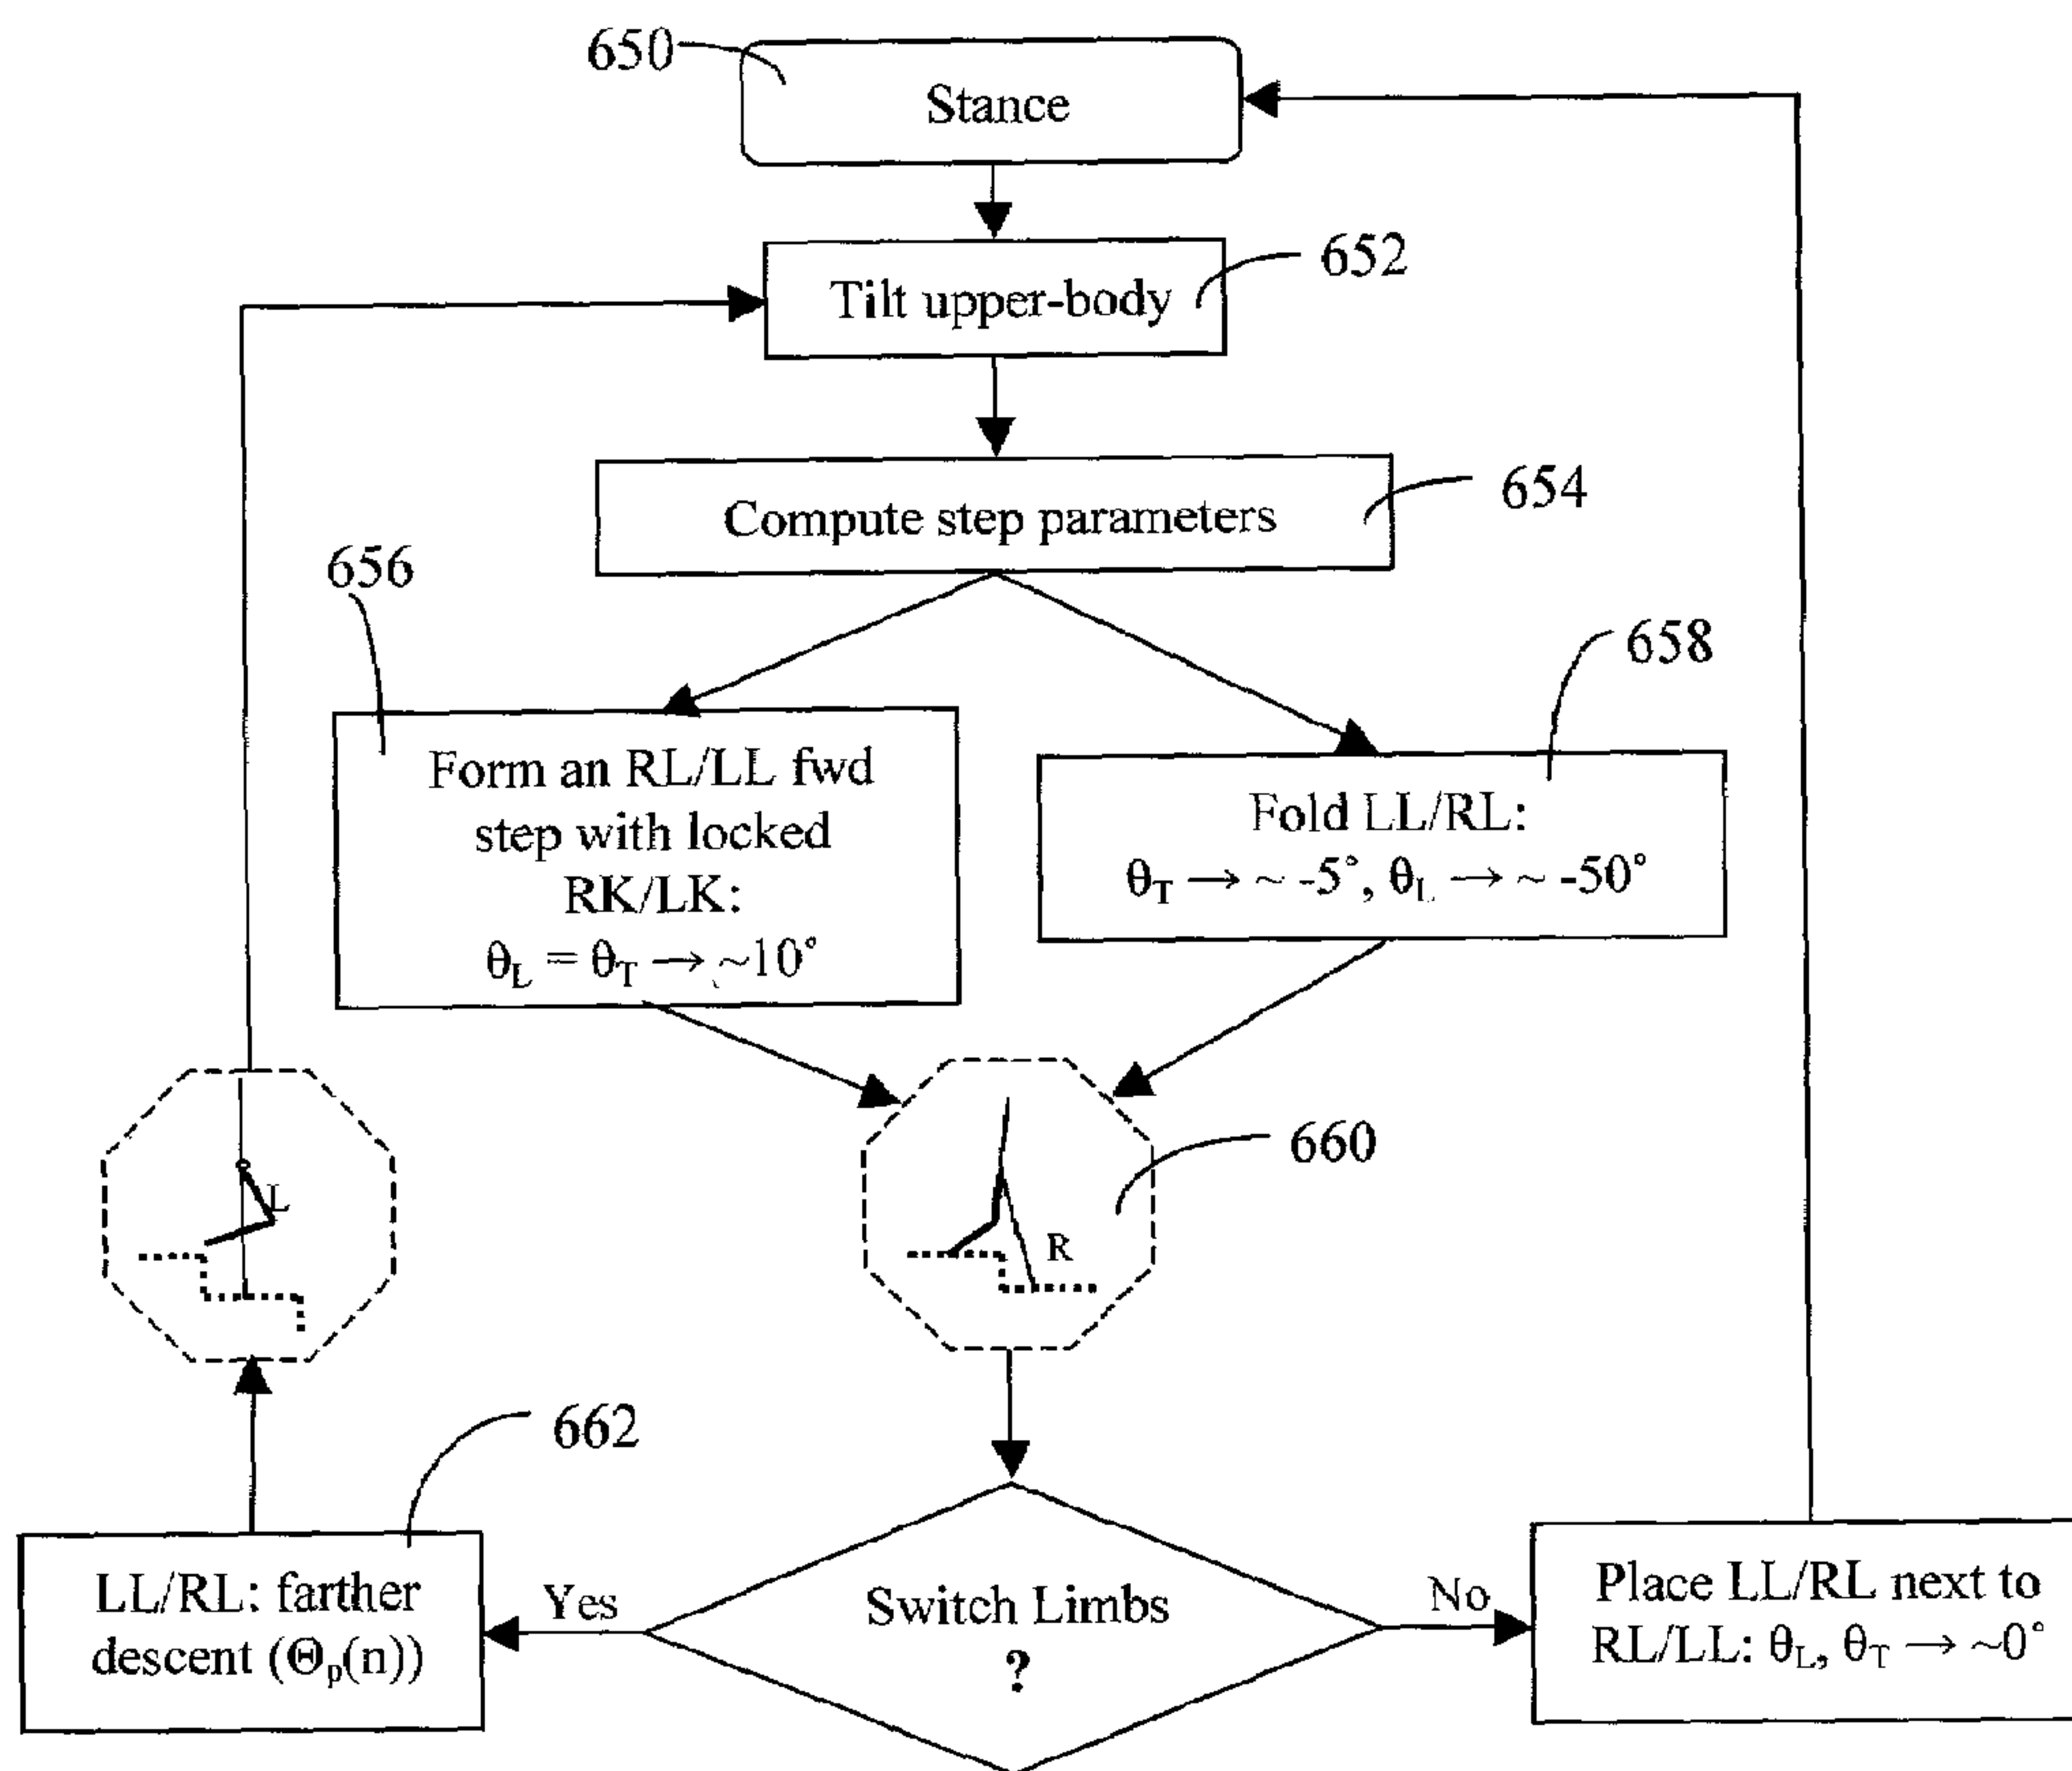 650
Stance
652
Tilt upper-body
654
Compute step parameters
656
658
Form an RL/LL fwd
step with locked
RK/LK:
θL = θT → ~10°
Fold LL/RL:
θT → ~ -5°, θL → ~ -50°
660
L
R
662
LL/RL: farther
descent (Θp(n))
Yes
Switch Limbs
?
No
Place LL/RL next to
RL/LL: θL, θT → ~0°